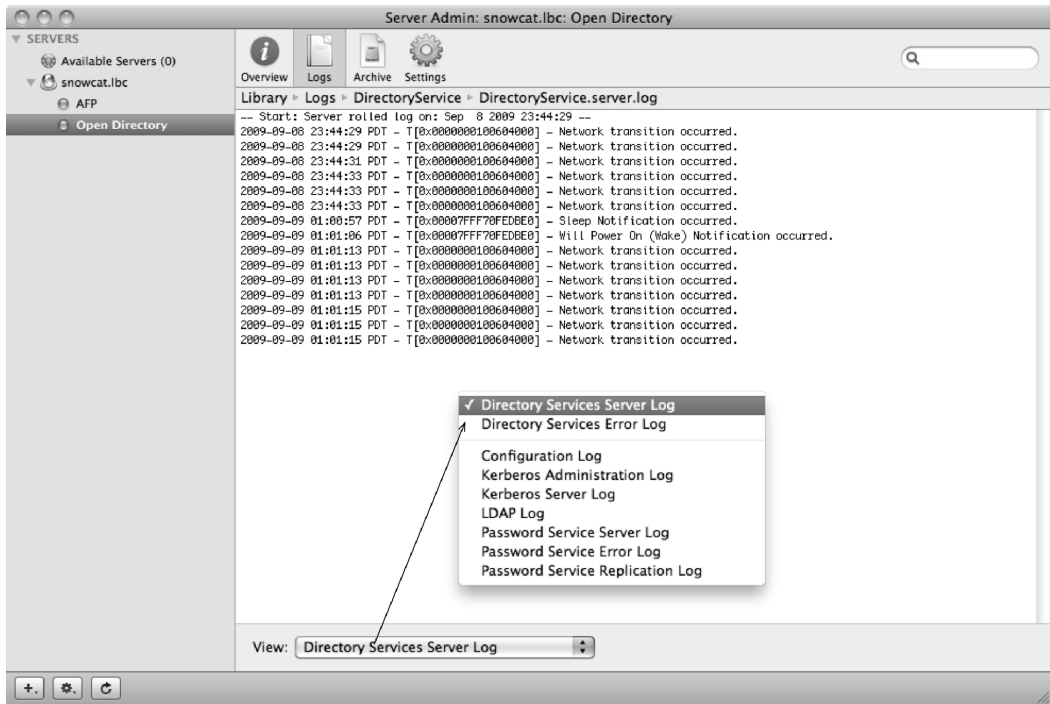 Server Admin: snowcat.lbc: Open Directory
SERVERS
Available Servers (0)
snowcat.lbc
AFP
Open Directory
Overview Logs Archive Settings
Library Logs DirectoryService DirectoryService.server.log
-- Start: Server rolled log on: Sep  8 2009 23:44:29 --
2009-09-08 23:44:29 PDT - T[0x0000000100604000] - Network transition occurred.
2009-09-08 23:44:29 PDT - T[0x0000000100604000] - Network transition occurred.
2009-09-08 23:44:31 PDT - T[0x0000000100604000] - Network transition occurred.
2009-09-08 23:44:33 PDT - T[0x0000000100604000] - Network transition occurred.
2009-09-08 23:44:33 PDT - T[0x0000000100604000] - Network transition occurred.
2009-09-08 23:44:33 PDT - T[0x0000000100604000] - Network transition occurred.
2009-09-09 01:00:57 PDT - T[0x00007FFF70FEDBE0] - Sleep Notification occurred.
2009-09-09 01:01:06 PDT - T[0x00007FFF70FEDBE0] - Will Power On (Wake) Notification occurred.
2009-09-09 01:01:13 PDT - T[0x0000000100604000] - Network transition occurred.
2009-09-09 01:01:13 PDT - T[0x0000000100604000] - Network transition occurred.
2009-09-09 01:01:13 PDT - T[0x0000000100604000] - Network transition occurred.
2009-09-09 01:01:13 PDT - T[0x0000000100604000] - Network transition occurred.
2009-09-09 01:01:15 PDT - T[0x0000000100604000] - Network transition occurred.
2009-09-09 01:01:15 PDT - T[0x0000000100604000] - Network transition occurred.
2009-09-09 01:01:15 PDT - T[0x0000000100604000] - Network transition occurred.
✓ Directory Services Server Log
Directory Services Error Log
Configuration Log
Kerberos Administration Log
Kerberos Server Log
LDAP Log
Password Service Server Log
Password Service Error Log
Password Service Replication Log
View: Directory Services Server Log